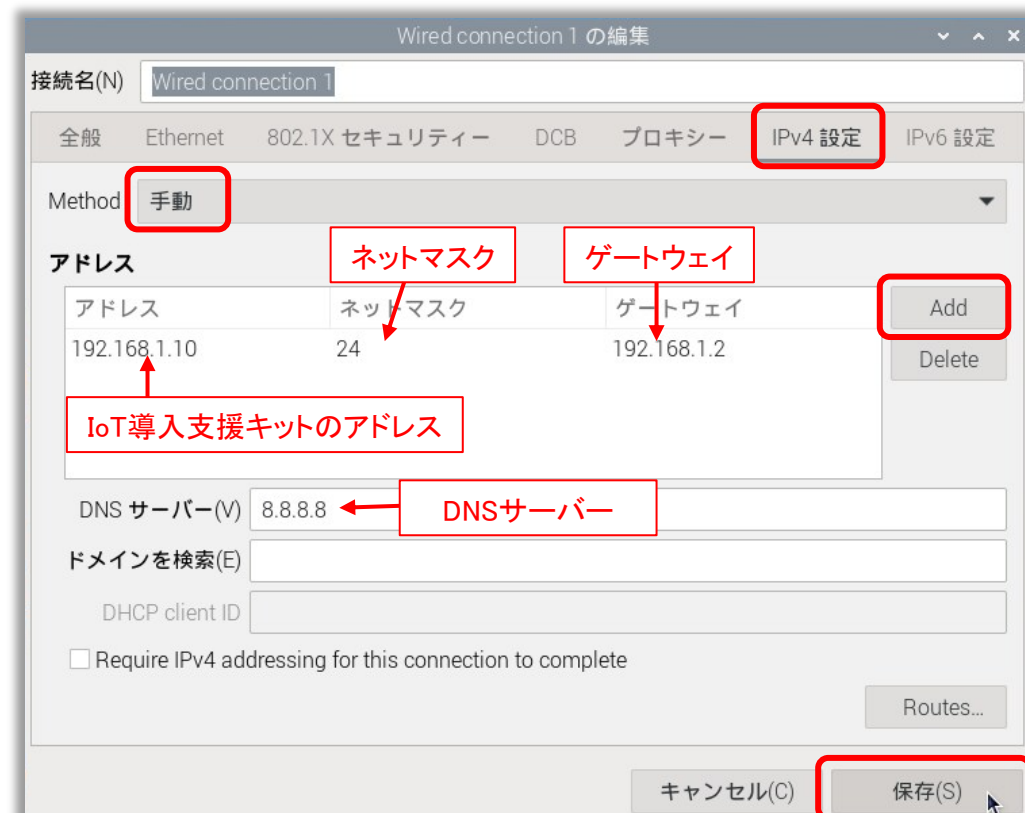 Wired connection 1 の編集
接続名(N) Wired connection 1
全般 Ethernet 802.1X セキュリティー DCB プロキシー IPv4 設定 IPv6 設定
Method 手動
アドレス
ネットマスク ゲートウェイ
アドレス ネットマスク ゲートウェイ Add
192.168.1.10 24 192.168.1.2 Delete
IoT導入支援キットのアドレス
DNS サーバー(V) 8.8.8.8 DNSサーバー
ドメインを検索(E)
DHCP client ID
Require IPv4 addressing for this connection to complete
Routes...
キャンセル(C) 保存(S)